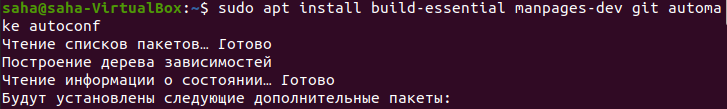 saha@saha-VirtualBox:~$ sudo apt install build-essential manpages-dev git automa
ke autoconf
Чтение списков пакетов… Готово
Построение дерева зависимостей
Чтение информации о состоянии… Готово
Будут установлены следующие дополнительные пакеты: